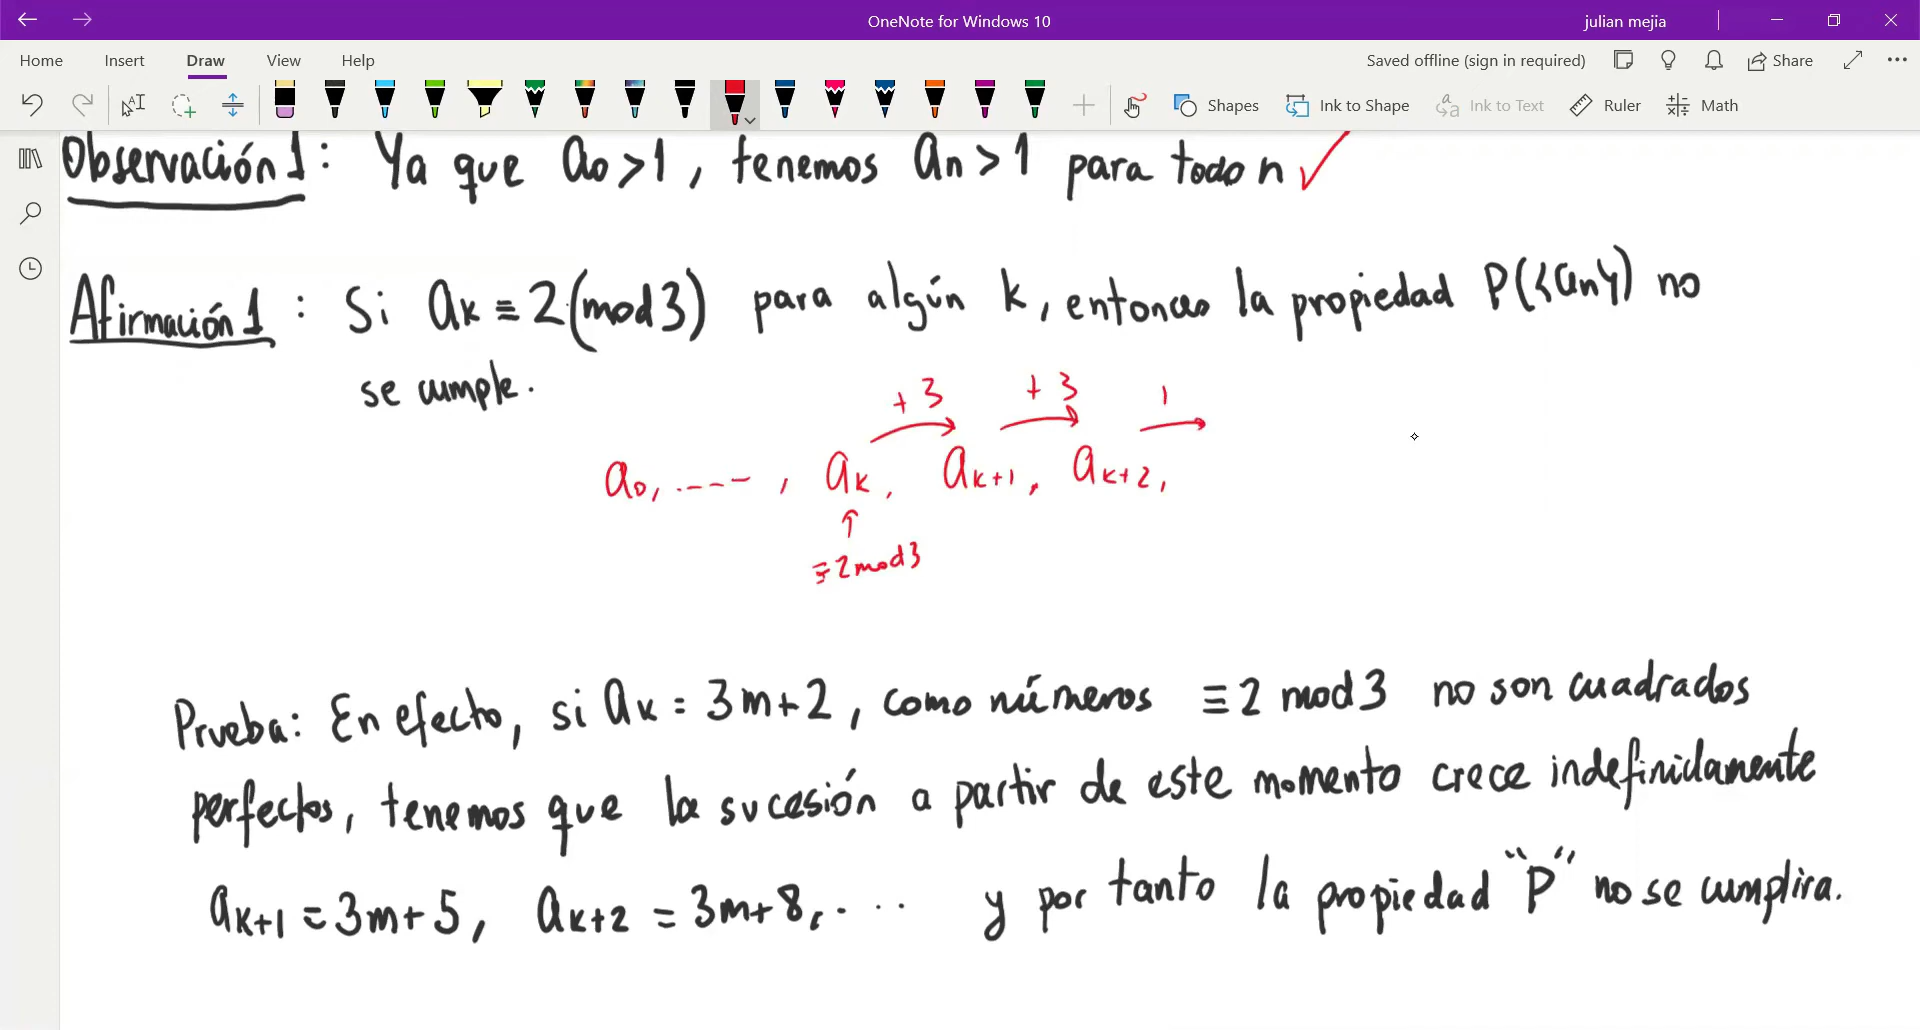 OneNote for Windows 10
julian mejia
Home Insert Draw View Help
Saved offline (sign in required) Share
Shapes Ink to Shape Ink to Text Ruler Math
Observación 1: Ya que a₀ > 1, tenemos aₙ > 1 para todo n ✓
Afirmación 1: Si aₖ ≡ 2 (mod 3) para algún k, entonces la propiedad P({aₙ}) no
se cumple.
+3 +3 1
a₀, ----, aₖ, aₖ₊₁, aₖ₊₂,
↑
≡ 2 mod 3
Prueba: En efecto, si aₖ = 3m+2, como números ≡ 2 mod 3 no son cuadrados
perfectos, tenemos que la sucesión a partir de este momento crece indefinidamente
aₖ₊₁ = 3m+5, aₖ₊₂ = 3m+8, ... y por tanto la propiedad "P" no se cumplira.